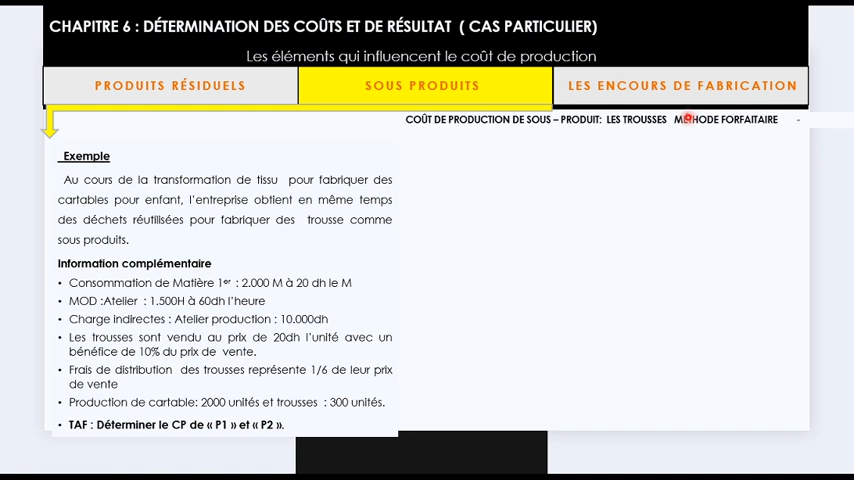 CHAPITRE 6 : DÉTERMINATION DES COÛTS ET DE RÉSULTAT ( CAS PARTICULIER)
Les éléments qui influencent le coût de production
PRODUITS RÉSIDUELS
SOUS PRODUITS
LES ENCOURS DE FABRICATION
COÛT DE PRODUCTION DE SOUS – PRODUIT: LES TROUSSES MÉTHODE FORFAITAIRE -
Exemple
Au cours de la transformation de tissu pour fabriquer des
cartables pour enfant, l'entreprise obtient en même temps
des déchets réutilisées pour fabriquer des trousse comme
sous produits.
Information complémentaire
• Consommation de Matière 1er : 2.000 M à 20 dh le M
• MOD :Atelier : 1.500H à 60dh l'heure
• Charge indirectes : Atelier production : 10.000dh
• Les trousses sont vendu au prix de 20dh l'unité avec un
bénéfice de 10% du prix de vente.
• Frais de distribution des trousses représente 1/6 de leur prix
de vente
• Production de cartable: 2000 unités et trousses : 300 unités.
• TAF : Déterminer le CP de « P1 » et « P2 ».